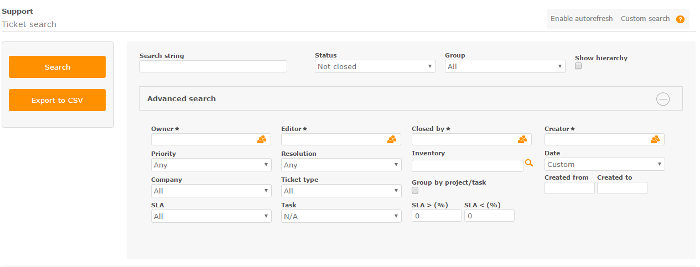 Support
Ticket search
Enable autorefresh Custom search ?
Search
Export to CSV
Search string Status Group Show hierarchy
Not closed All
Advanced search
Owner* Editor* Closed by* Creator*
Priority Resolution Inventory Date
Any Any Custom
Company Ticket type Group by project/task Created from Created to
All All
SLA Task SLA > (%) SLA < (%)
All N/A 0 0